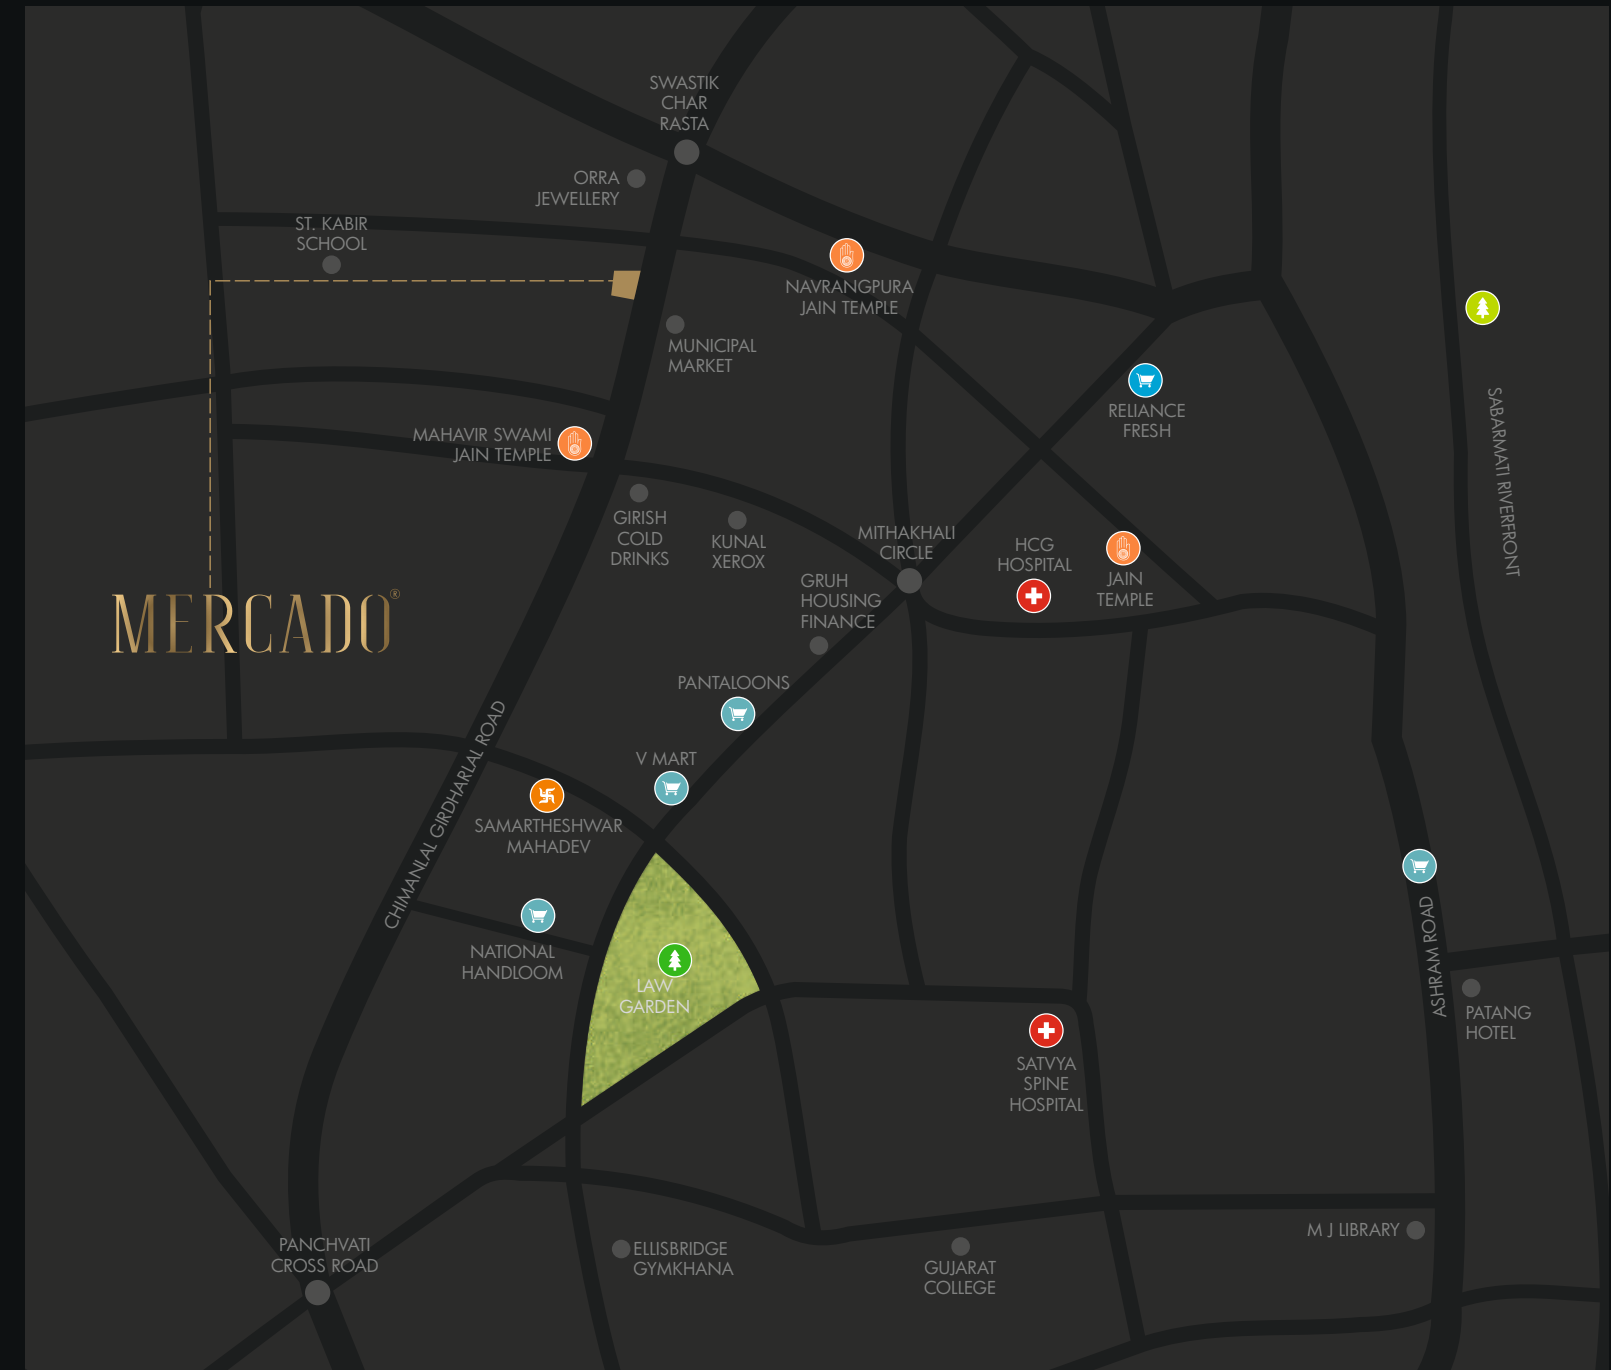 SWASTIK
CHAR
RASTA
ORRA
JEWELLERY
ST. KABIR
SCHOOL
NAVRANGPURA
JAIN TEMPLE
MUNICIPAL
MARKET
RELIANCE
FRESH
SABARMATI RIVERFRONT
MAHAVIR SWAMI
JAIN TEMPLE
GIRISH
COLD
DRINKS
KUNAL
XEROX
MITHAKHALI
CIRCLE
HCG
HOSPITAL
JAIN
TEMPLE
GRUH
HOUSING
FINANCE
MERCADO®
PANTALOONS
V MART
CHIMANLAL GIRDHARLAL ROAD
SAMARTHESHWAR
MAHADEV
NATIONAL
HANDLOOM
LAW
GARDEN
ASHRAM ROAD
PATANG
HOTEL
SATVYA
SPINE
HOSPITAL
M J LIBRARY
PANCHVATI
CROSS ROAD
ELLISBRIDGE
GYMKHANA
GUJARAT
COLLEGE